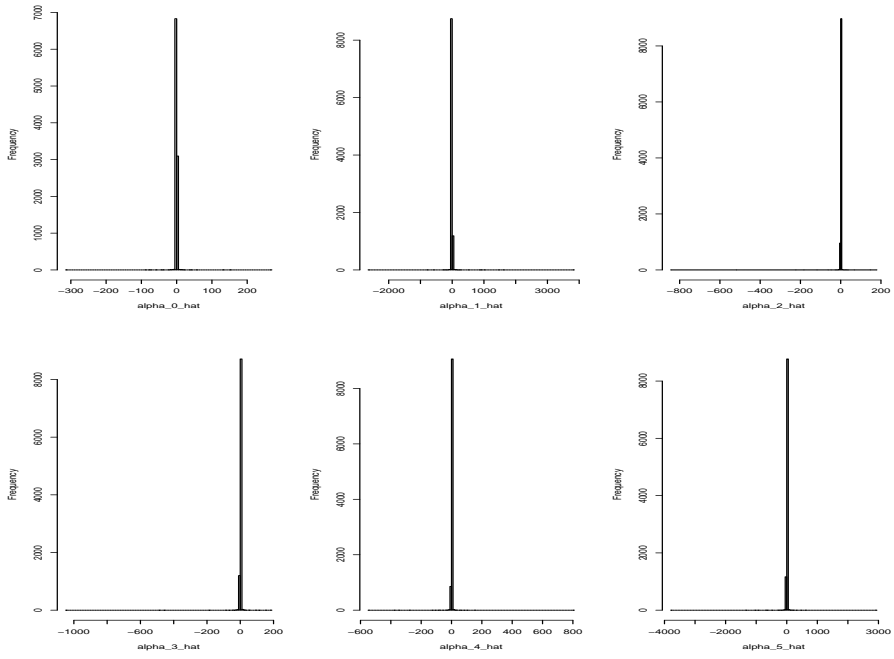 Frequency
0 1000 2000 3000 4000 5000 6000 7000
−300 −200 −100 0 100 200
alpha_0_hat
Frequency
0 2000 4000 6000 8000
−2000 0 1000 3000
alpha_1_hat
Frequency
0 2000 4000 6000 8000
−800 −600 −400 −200 0 200
alpha_2_hat
Frequency
0 2000 4000 6000 8000
−1000 −600 −200 0 200
alpha_3_hat
Frequency
0 2000 4000 6000 8000
−600 −400 −200 0 200 400 600 800
alpha_4_hat
Frequency
0 2000 4000 6000 8000
−4000 −2000 0 1000 3000
alpha_5_hat